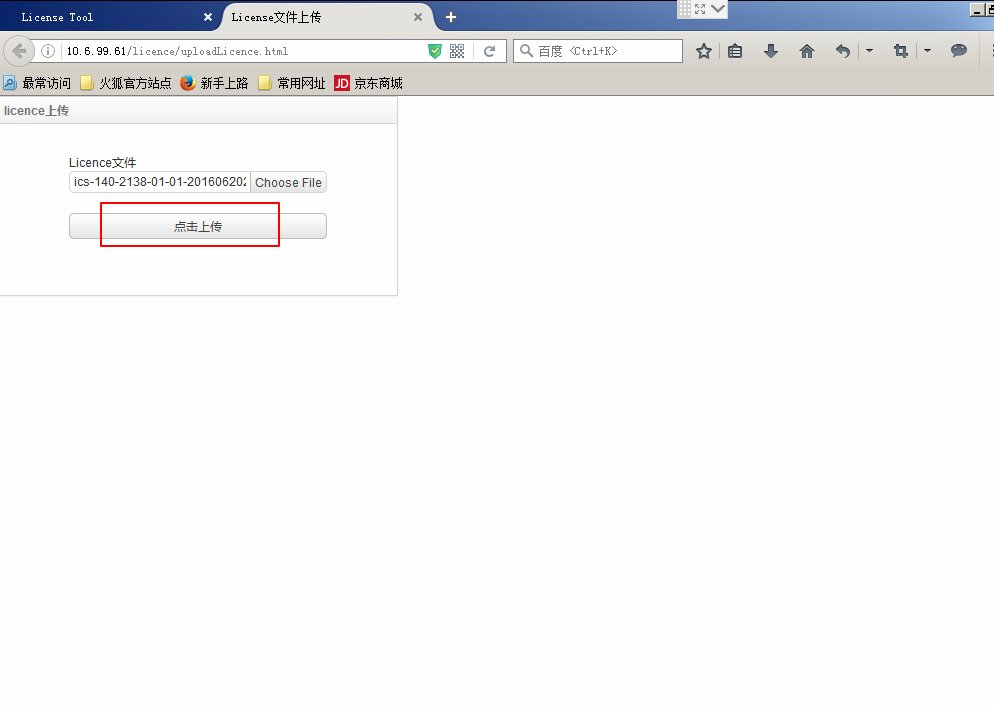 License Tool
License文件上传
10.6.99.61/licence/uploadLicence.html
百度 <Ctrl+K>
最常访问 火狐官方站点 新手上路 常用网址 JD 京东商城
licence上传
Licence文件
ics-140-2138-01-01-201606202 Choose File
点击上传